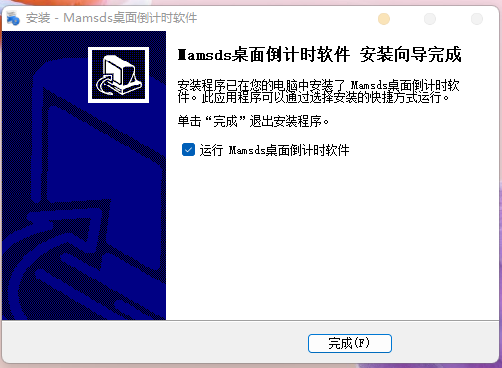 安装 - Mamsds桌面倒计时软件
Mamsds桌面倒计时软件 安装向导完成
安装程序已在您的电脑中安装了 Mamsds桌面倒计时软
件。此应用程序可以通过选择安装的快捷方式运行。
单击“完成”退出安装程序。
运行 Mamsds桌面倒计时软件
完成(F)